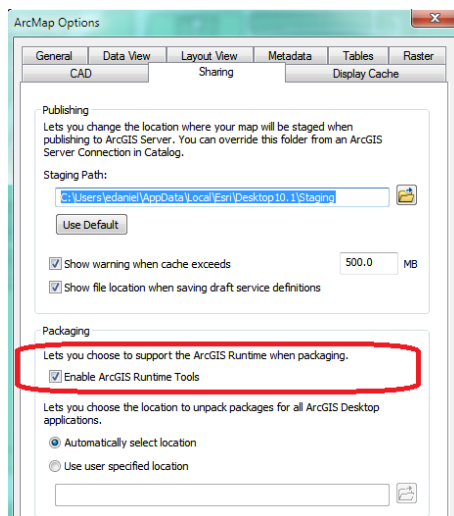 ArcMap Options
General Data View Layout View Metadata Tables Raster
CAD Sharing Display Cache
Publishing
Lets you change the location where your map will be staged when
publishing to ArcGIS Server. You can override this folder from an ArcGIS
Server Connection in Catalog.
Staging Path:
C:\Users\edaniel\AppData\Local\Esri\Desktop10.1\Staging
Use Default
Show warning when cache exceeds 500.0 MB
Show file location when saving draft service definitions
Packaging
Lets you choose to support the ArcGIS Runtime when packaging.
Enable ArcGIS Runtime Tools
Lets you choose the location to unpack packages for all ArcGIS Desktop
applications.
Automatically select location
Use user specified location